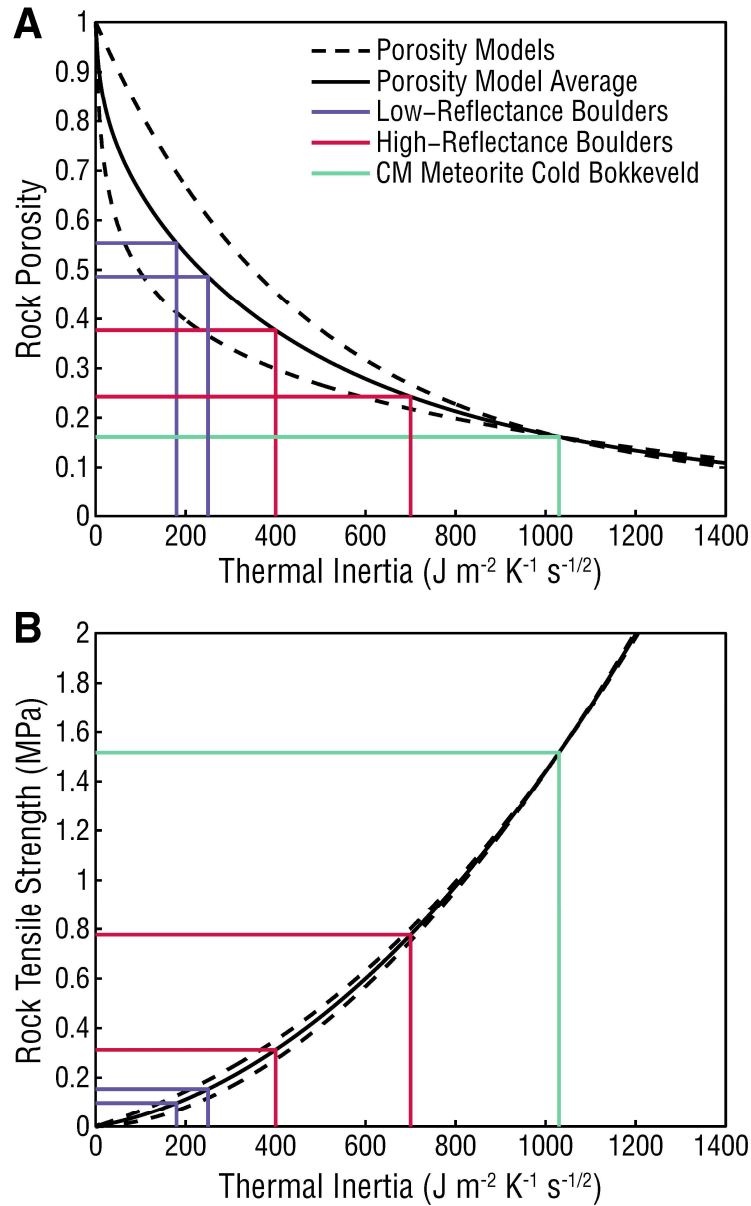 A
1
0.9
0.8
0.7
0.6
0.5
0.4
0.3
0.2
0.1
0
Rock Porosity
Porosity Models
Porosity Model Average
Low–Reflectance Boulders
High–Reflectance Boulders
CM Meteorite Cold Bokkeveld
0 200 400 600 800 1000 1200 1400
Thermal Inertia (J m-2 K-1 s-1/2)
B
2
1.8
1.6
1.4
1.2
1
0.8
0.6
0.4
0.2
0
Rock Tensile Strength (MPa)
0 200 400 600 800 1000 1200 1400
Thermal Inertia (J m-2 K-1 s-1/2)